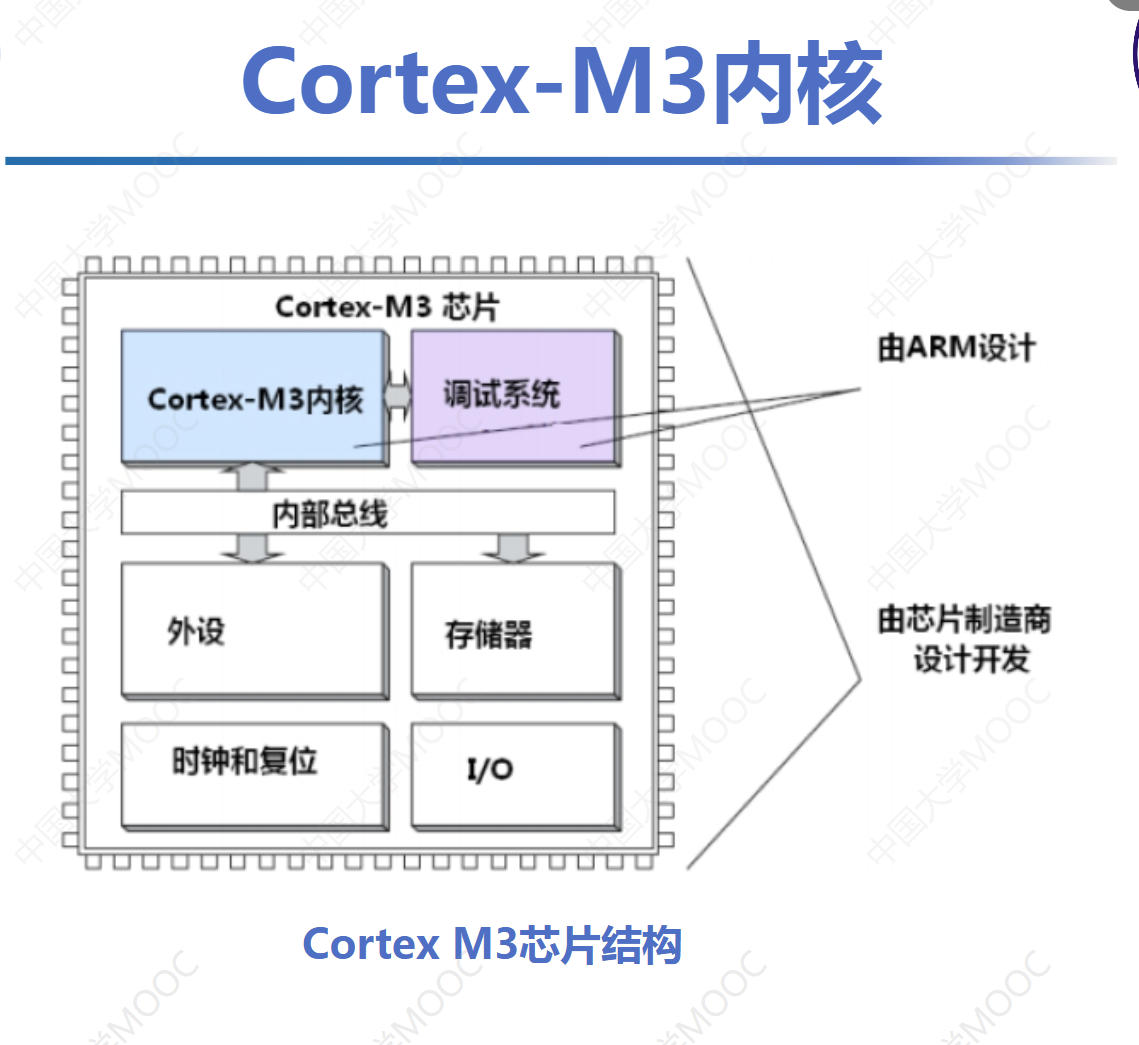 Cortex-M3内核
Cortex-M3 芯片
Cortex-M3内核
调试系统
由ARM设计
内部总线
外设
存储器
由芯片制造商
设计开发
时钟和复位
I/O
Cortex M3芯片结构
中国大学MOOC